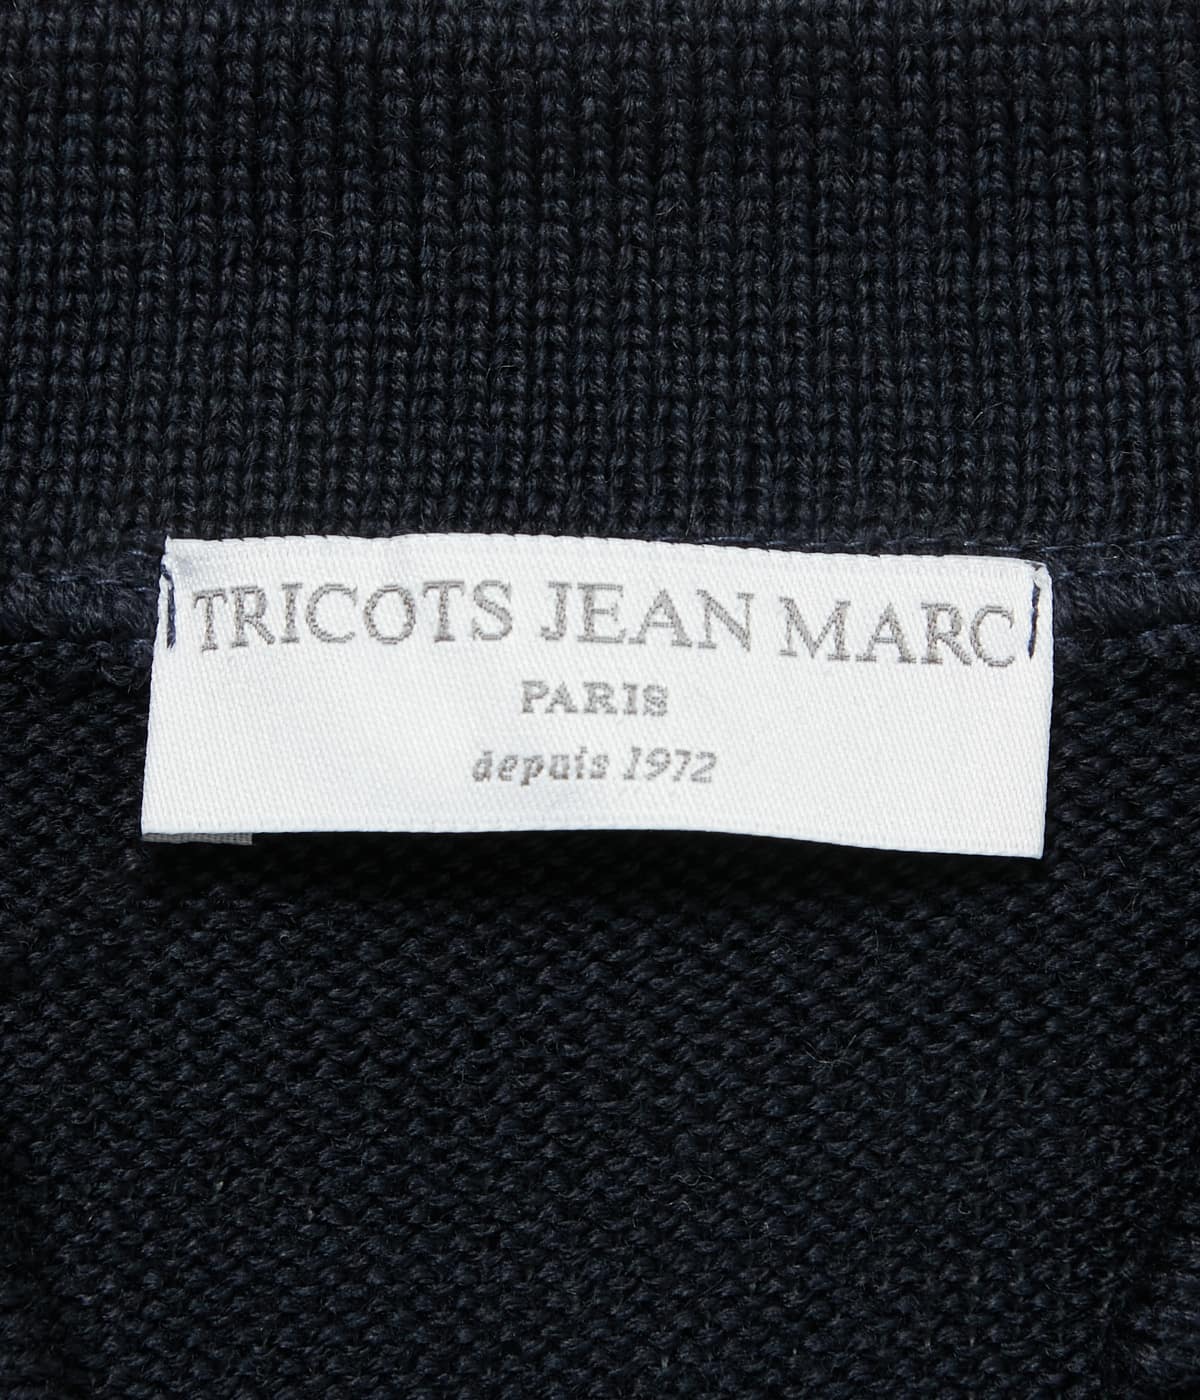 TRICOTS JEAN MARC
PARIS
depuis 1972